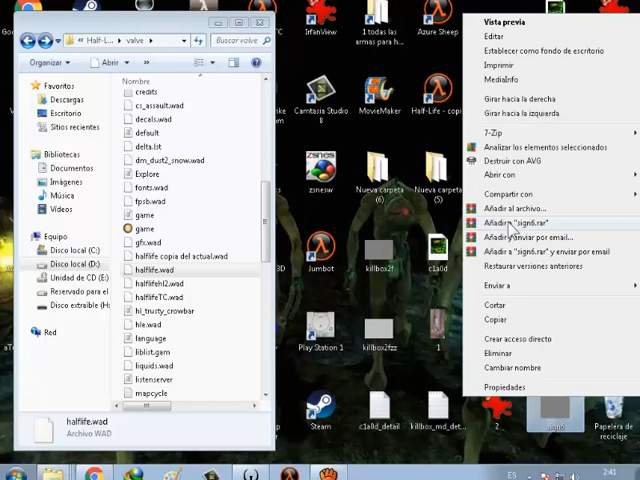 Half-L... ▸ valve ▸
Buscar valve
Organizar
Abrir
Nombre
Favoritos
Descargas
Escritorio
Sitios recientes
Bibliotecas
Documentos
Imágenes
Música
Vídeos
Equipo
Disco local (C:)
Disco local (D:)
Unidad de CD (E:)
Reservado para el
Disco extraíble (H:)
Red
credits
cs_assault.wad
decals.wad
default
delta.lst
dm_dust2_snow.wad
Explore
fonts.wad
fpsb.wad
game
game
gfx.wad
halflife copia del actual.wad
halflife.wad
halflifehl2.wad
halflifeTC.wad
hl_trusty_crowbar
hle.wad
language
liblist.gam
liquids.wad
listenserver
mapcycle
halflife.wad
Archivo WAD
IrfanView
1 todas las armas para h...
Azure Sheep
Camtasia Studio 8
MovieMaker
Half-Life - copi
zsnesw
Nueva carpeta (6)
Nueva carpeta (
Jumbot
killbox2f
c1a0d
Play Station 1
killbox2fzz
1
Steam
c1a0d_detail
killbox_md_det...
2
sign6
Papelera de reciclaje
Vista previa
Editar
Establecer como fondo de escritorio
Imprimir
MediaInfo
Girar hacia la derecha
Girar hacia la izquierda
7-Zip
Analizar los elementos seleccionados
Destruir con AVG
Abrir con
Compartir con
Añadir al archivo...
Añadir a "sign6.rar"
Añadir y enviar por email...
Añadir a "sign6.rar" y enviar por email
Restaurar versiones anteriores
Enviar a
Cortar
Copiar
Crear acceso directo
Eliminar
Cambiar nombre
Propiedades
ES
2:41